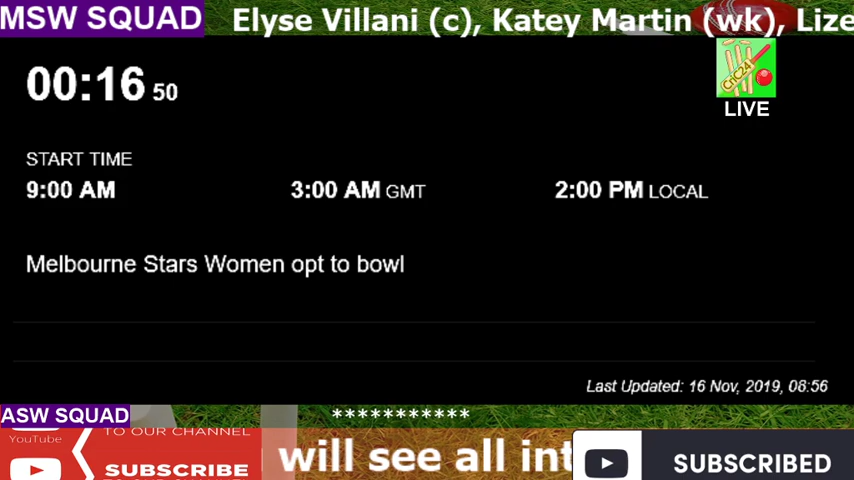 MSW SQUAD
Elyse Villani (c), Katey Martin (wk), Lize
00:16 50
CriC24
LIVE
START TIME
9:00 AM 3:00 AM GMT 2:00 PM LOCAL
Melbourne Stars Women opt to bowl
Last Updated: 16 Nov, 2019, 08:56
ASW SQUAD
***********
YouTube
TO OUR CHANNEL
SUBSCRIBE
will see all int
SUBSCRIBED